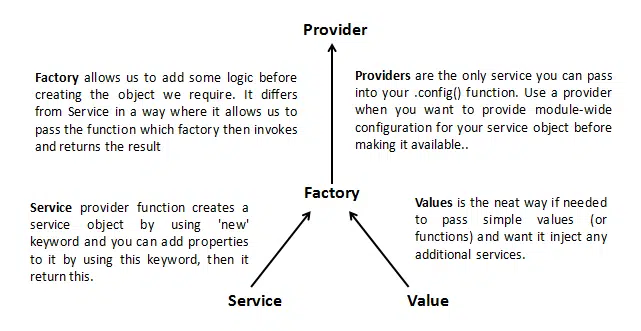 Provider
Factory allows us to add some logic before
creating the object we require. It differs
from Service in a way where it allows us to
pass the function which factory then invokes
and returns the result
Providers are the only service you can pass
into your .config() function. Use a provider
when you want to provide module-wide
configuration for your service object before
making it available..
Factory
Service provider function creates a
service object by using 'new'
keyword and you can add properties
to it by using this keyword, then it
return this.
Values is the neat way if needed
to pass simple values (or
functions) and want it inject any
additional services.
Service
Value